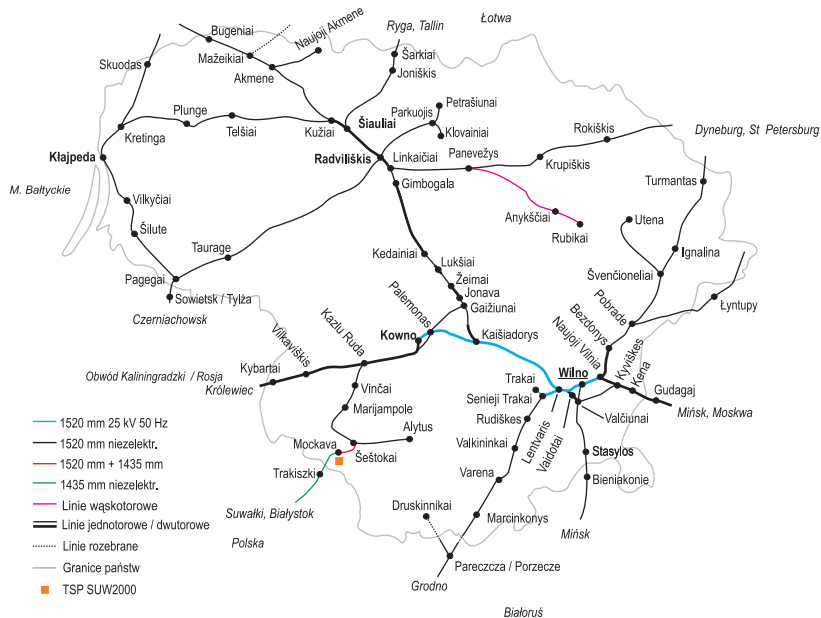 Łotwa
Ryga, Tallin
Bugeniai
Naujoji Akmene
Mažeikiai
Akmene
Skuodas
Šarkiai
Joniškis
Petrašiunai
Parkuojis
Klovainiai
Plunge
Telšiai
Kretinga
Kužiai
Šiauliai
Rokiškis
Dyneburg, St Petersburg
Kłajpeda
Radviliškis
Linkaičiai
Panevežys
Krupiškis
Gimbogala
Turmantas
M. Bałtyckie
Vilkyčiai
Anykščiai
Utena
Šilute
Rubikai
Taurage
Kedainiai
Ignalina
Lukšiai
Pagegai
Žeimai
Švenčioneliai
Sowietsk / Tylża
Jonava
Gaižiunai
Pobrade
Łyntupy
Czerniachowsk
Palemonas
Bezdonys
Kazlu Ruda
Kowno
Kaišiadorys
Naujoji Vilnia
Vilkaviškis
Kyviškes
Kena
Kybartai
Obwód Kaliningradzki / Rosja
Królewiec
Trakai
Wilno
Gudagaj
Vinčai
Senieji Trakai
Mińsk, Moskwa
Marijampole
Rudiškes
Lentvaris
Vaidotai
Valčiunai
1520 mm 25 kV 50 Hz
Alytus
Valkininkai
1520 mm niezelektr.
Mockava
Šeštokai
Stasylos
1520 mm + 1435 mm
Trakiszki
Varena
Bieniakonie
1435 mm niezelektr.
Druskinnikai
Linie wąskotorowe
Suwałki, Białystok
Marcinkonys
Linie jednotorowe / dwutorowe
Mińsk
Linie rozebrane
Polska
Granice państw
Pareczcza / Porzecze
TSP SUW2000
Grodno
Białoruś